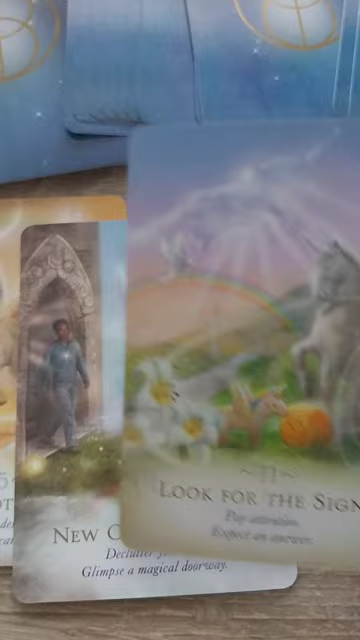 11
LOOK FOR THE SIGN
Pay attention.
Expect an answer.
NEW
Declutter
Glimpse a magical doorway.